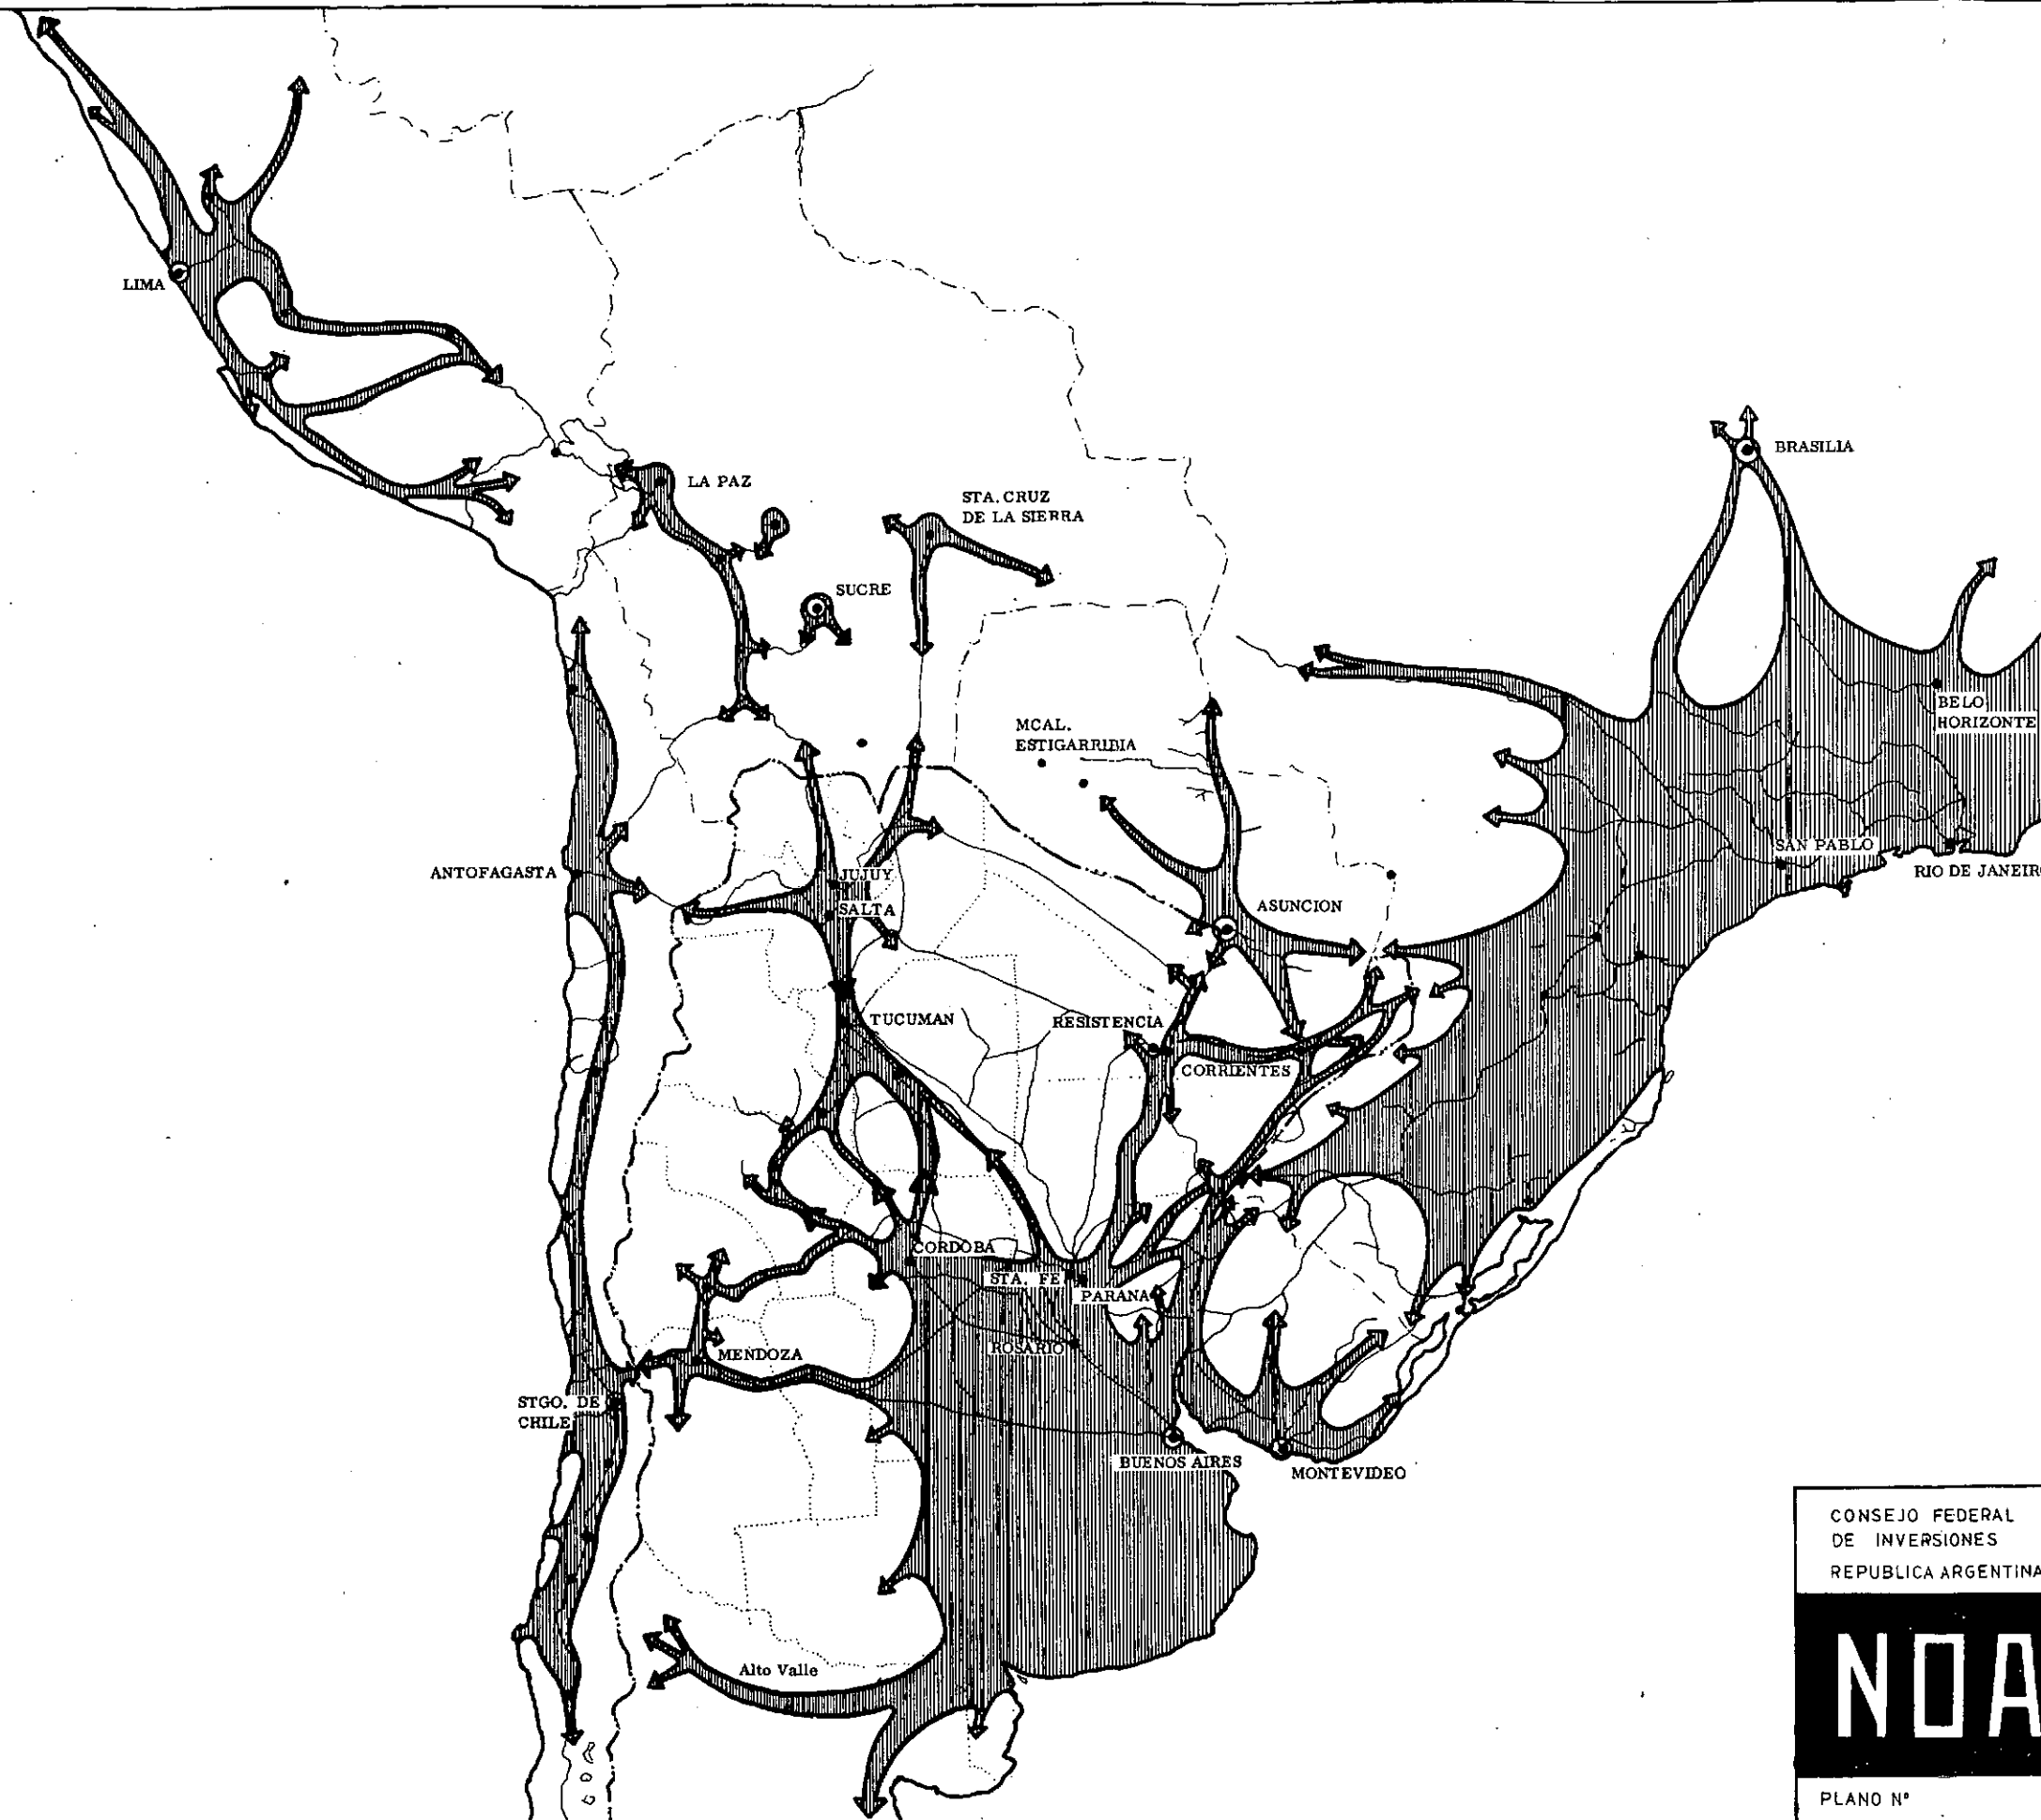 LIMA
BRASILIA
LA PAZ
STA. CRUZ
DE LA SIERRA
SUCRE
BELO
HORIZONTE
MCAL.
ESTIGARRIBIA
SAN PABLO
RIO DE JANEIRO
ANTOFAGASTA
JUJUY
SALTA
ASUNCION
TUCUMAN
RESISTENCIA
CORRIENTES
CORDOBA
STA. FE
PARANA
ROSARIO
MENDOZA
STGO. DE
CHILE
BUENOS AIRES
MONTEVIDEO
Alto Valle
CONSEJO FEDERAL
DE INVERSIONES
REPUBLICA ARGENTINA
NOA
PLANO Nº